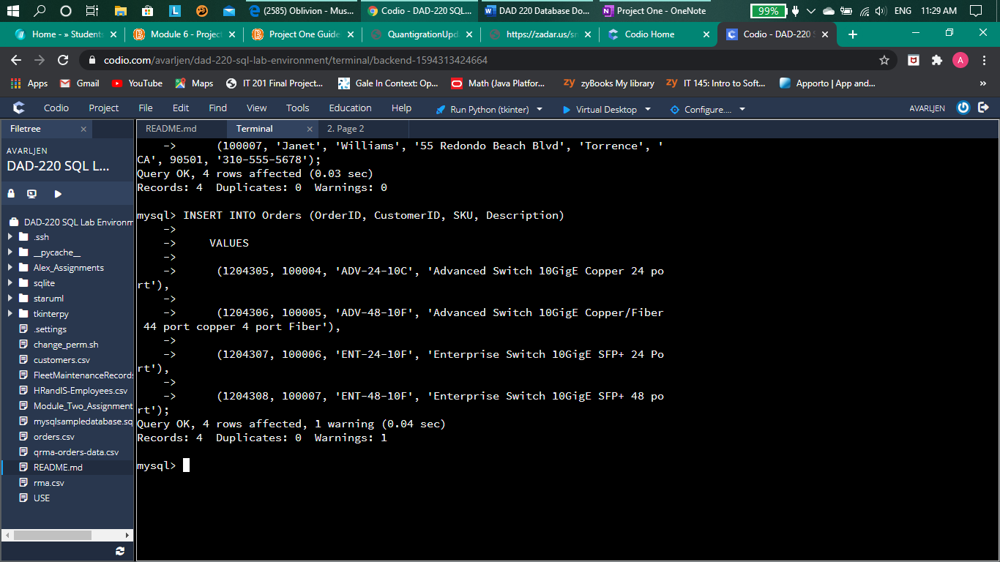 (2585) Oblivion - Mus...
Codio - DAD-220 SQL...
DAD 220 Database Do...
Project One - OneNote
99%
ENG
11:29 AM
Home - » Students
Module 6 - Project
Project One Guide
QuantigrationUpd
https://zadar.us/sn
Codio Home
Codio - DAD-220 S
codio.com/avarljen/dad-220-sql-lab-environment/terminal/backend-1594313424664
A
Apps
Gmail
YouTube
Maps
IT 201 Final Project...
Gale In Context: Op...
Math (Java Platfor...
zyBooks My library
IT 145: Intro to Soft...
Apporto | App and...
»
Codio
Project
File
Edit
Find
View
Tools
Education
Help
Run Python (tkinter)
Virtual Desktop
Configure....
AVARLJEN
Filetree
README.md
Terminal
2. Page 2
AVARLJEN
DAD-220 SQL L...
DAD-220 SQL Lab Environm
.ssh
__pycache__
Alex_Assignments
sqlite
staruml
tkinterpy
.settings
change_perm.sh
customers.csv
FleetMaintenanceRecords
HRandIS-Employees.csv
Module_Two_Assignment
mysqlsampledatabase.sq
orders.csv
qrma-orders-data.csv
README.md
rma.csv
USE
-> (100007, 'Janet', 'Williams', '55 Redondo Beach Blvd', 'Torrence', '
CA', 90501, '310-555-5678');
Query OK, 4 rows affected (0.03 sec)
Records: 4 Duplicates: 0 Warnings: 0
mysql> INSERT INTO Orders (OrderID, CustomerID, SKU, Description)
->
-> VALUES
->
-> (1204305, 100004, 'ADV-24-10C', 'Advanced Switch 10GigE Copper 24 po
rt'),
->
-> (1204306, 100005, 'ADV-48-10F', 'Advanced Switch 10GigE Copper/Fiber
44 port copper 4 port Fiber'),
->
-> (1204307, 100006, 'ENT-24-10F', 'Enterprise Switch 10GigE SFP+ 24 Po
rt'),
->
-> (1204308, 100007, 'ENT-48-10F', 'Enterprise Switch 10GigE SFP+ 48 po
rt');
Query OK, 4 rows affected, 1 warning (0.04 sec)
Records: 4 Duplicates: 0 Warnings: 1
mysql>